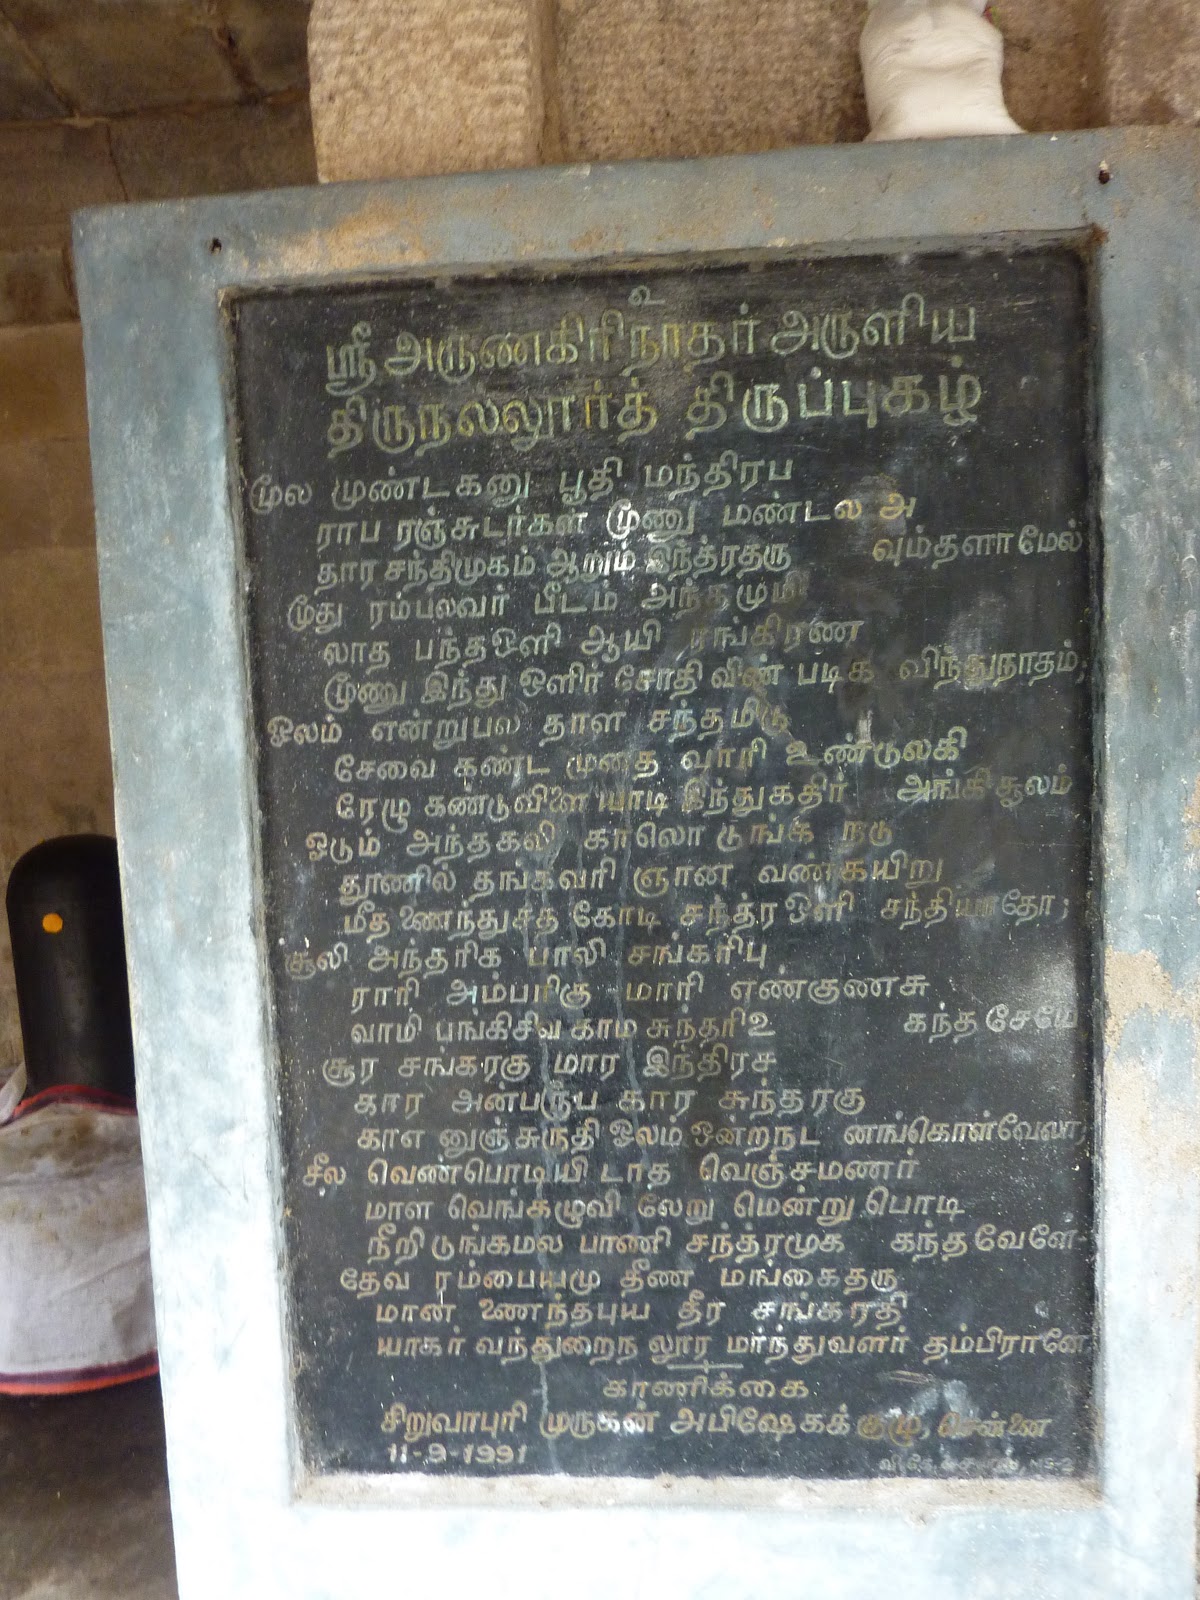 உ
ஸ்ரீ அருணகிரிநாதர் அருளிய
திருநல்லூர்த் திருப்புகழ்
மூல முண்டகனு பூதி மந்திரப
ராப ரஞ்சுடர்கள் மூணு மண்டல அ
தார சந்திமுகம் ஆறும் இந்த்ரதரு வும்தளாமேல்
மூது ரம்பலவர் பீடம் அந்தமுமி
லாத பந்தஒளி ஆயி ரங்கிரண
மூணு இந்து ஒளிர் சோதி விண் படிக விந்துநாதம்;
ஓலம் என்றுபல தாள சந்தமிரு
சேவை கண்ட முதை வாரி உண்டுலகி
ரேழு கண்டுவிளை யாடி இந்துகதிர் அங்கிசூலம்
ஓடும் அந்தகலி காலொ டுங்க நடு
தூணில் தங்கவரி ஞான வண்கயிறு
மீத ணைந்துசத கோடி சந்த்ர ஒளி சந்தியாதோ;
சூலி அந்தரிக பாலி சங்கரிபு
ராரி அம்பரிகு மாரி எண்குணசு
வாமி பங்கிசிவ காம சுந்தரிஉ கந்த சேயே
சூர சங்கரகு மார இந்திரச
கார அன்பருப கார சுந்தரகு
காஎ னுஞ்சுருதி ஓலம் ஒன்றநட னங்கொள்வேலா;
சீல வெண்பொடியி டாத வெஞ்சமணர்
மாள வெங்கழுவி லேறு மென்று பொடி
நீறி டுங்கமல பாணி சந்த்ரமுக கந்த வேளே
தேவ ரம்பையமு தீண மங்கைதரு
மான் ணைந்தபுய தீர சங்கரதி
யாகர் வந்துறைந லூர மர்ந்துவளர் தம்பிரானே
காணிக்கை
சிறுவாபுரி முருகன் அபிஷேகக் குழு, சென்னை
11-9-1991